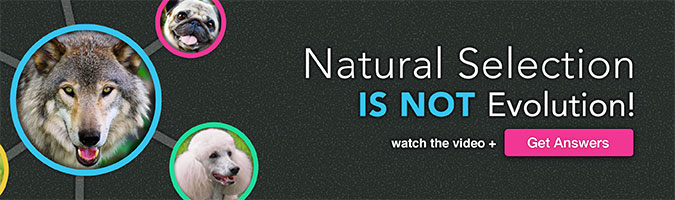 Natural Selection
IS NOT Evolution!
watch the video + Get Answers